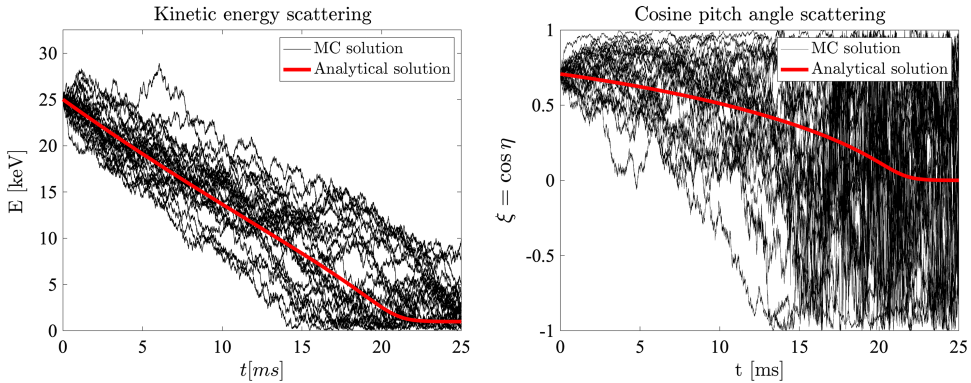 Kinetic energy scattering
MC solution
Analytical solution
E [keV]
30
25
20
15
10
5
0
0 5 10 15 20 25
t[ms]
Cosine pitch angle scattering
MC solution
Analytical solution
ξ = cos η
1
0.5
0
-0.5
-1
0 5 10 15 20 25
t [ms]